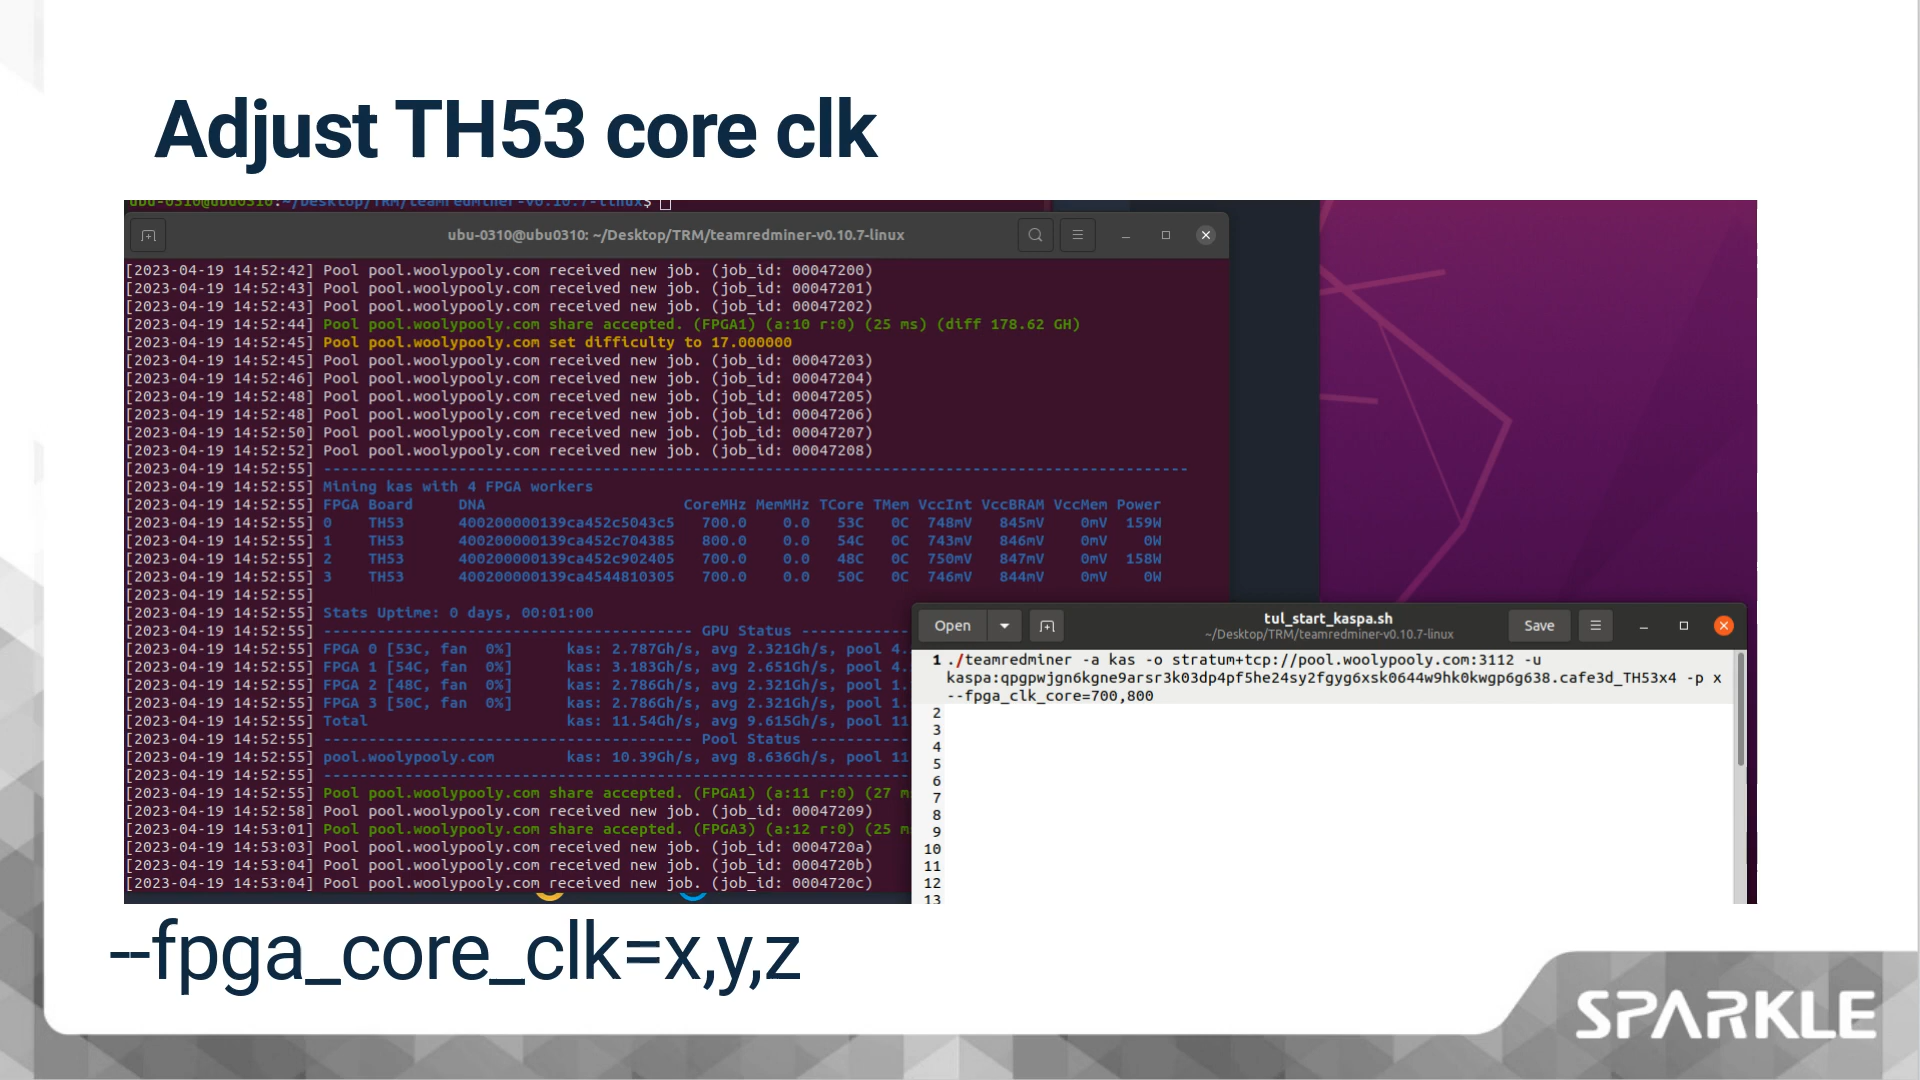 Adjust TH53 core clk
ubu-0310@ubu0310:~/Desktop/TRM/teamredminer-v0.10.7-linux$
ubu-0310@ubu0310: ~/Desktop/TRM/teamredminer-v0.10.7-linux
[2023-04-19 14:52:42] Pool pool.woolypooly.com received new job. (job_id: 00047200)
[2023-04-19 14:52:43] Pool pool.woolypooly.com received new job. (job_id: 00047201)
[2023-04-19 14:52:43] Pool pool.woolypooly.com received new job. (job_id: 00047202)
[2023-04-19 14:52:44] Pool pool.woolypooly.com share accepted. (FPGA1) (a:10 r:0) (25 ms) (diff 178.62 GH)
[2023-04-19 14:52:45] Pool pool.woolypooly.com set difficulty to 17.000000
[2023-04-19 14:52:45] Pool pool.woolypooly.com received new job. (job_id: 00047203)
[2023-04-19 14:52:46] Pool pool.woolypooly.com received new job. (job_id: 00047204)
[2023-04-19 14:52:48] Pool pool.woolypooly.com received new job. (job_id: 00047205)
[2023-04-19 14:52:48] Pool pool.woolypooly.com received new job. (job_id: 00047206)
[2023-04-19 14:52:50] Pool pool.woolypooly.com received new job. (job_id: 00047207)
[2023-04-19 14:52:52] Pool pool.woolypooly.com received new job. (job_id: 00047208)
[2023-04-19 14:52:55] ------------------------------------------------------------------------------------------------
[2023-04-19 14:52:55] Mining kas with 4 FPGA workers
[2023-04-19 14:52:55] FPGA Board DNA CoreMHz MemMHz TCore TMem VccInt VccBRAM VccMem Power
[2023-04-19 14:52:55] 0 TH53 400200000139ca452c5043c5 700.0 0.0 53C 0C 748mV 845mV 0mV 159W
[2023-04-19 14:52:55] 1 TH53 400200000139ca452c704385 800.0 0.0 54C 0C 743mV 846mV 0mV 0W
[2023-04-19 14:52:55] 2 TH53 400200000139ca452c902405 700.0 0.0 48C 0C 750mV 847mV 0mV 158W
[2023-04-19 14:52:55] 3 TH53 400200000139ca4544810305 700.0 0.0 50C 0C 746mV 844mV 0mV 0W
[2023-04-19 14:52:55]
[2023-04-19 14:52:55] Stats Uptime: 0 days, 00:01:00
[2023-04-19 14:52:55] ----------------------------------------- GPU Status ------------
[2023-04-19 14:52:55] FPGA 0 [53C, fan 0%] kas: 2.787Gh/s, avg 2.321Gh/s, pool 4.
[2023-04-19 14:52:55] FPGA 1 [54C, fan 0%] kas: 3.183Gh/s, avg 2.651Gh/s, pool 4.
[2023-04-19 14:52:55] FPGA 2 [48C, fan 0%] kas: 2.786Gh/s, avg 2.321Gh/s, pool 1.
[2023-04-19 14:52:55] FPGA 3 [50C, fan 0%] kas: 2.786Gh/s, avg 2.321Gh/s, pool 1.
[2023-04-19 14:52:55] Total kas: 11.54Gh/s, avg 9.615Gh/s, pool 11
[2023-04-19 14:52:55] ----------------------------------------- Pool Status -----------
[2023-04-19 14:52:55] pool.woolypooly.com kas: 10.39Gh/s, avg 8.636Gh/s, pool 11
[2023-04-19 14:52:55] -----------------------------------------------------------------
[2023-04-19 14:52:55] Pool pool.woolypooly.com share accepted. (FPGA1) (a:11 r:0) (27 m
[2023-04-19 14:52:58] Pool pool.woolypooly.com received new job. (job_id: 00047209)
[2023-04-19 14:53:01] Pool pool.woolypooly.com share accepted. (FPGA3) (a:12 r:0) (25 m
[2023-04-19 14:53:03] Pool pool.woolypooly.com received new job. (job_id: 0004720a)
[2023-04-19 14:53:04] Pool pool.woolypooly.com received new job. (job_id: 0004720b)
[2023-04-19 14:53:04] Pool pool.woolypooly.com received new job. (job_id: 0004720c)
Open
tul_start_kaspa.sh
~/Desktop/TRM/teamredminer-v0.10.7-linux
Save
1 ./teamredminer -a kas -o stratum+tcp://pool.woolypooly.com:3112 -u
kaspa:qpgpwjgn6kgne9arsr3k03dp4pf5he24sy2fgyg6xsk0644w9hk0kwgp6g638.cafe3d_TH53x4 -p x
--fpga_clk_core=700,800
2
3
4
5
6
7
8
9
10
11
12
13
--fpga_core_clk=x,y,z
SPARKLE